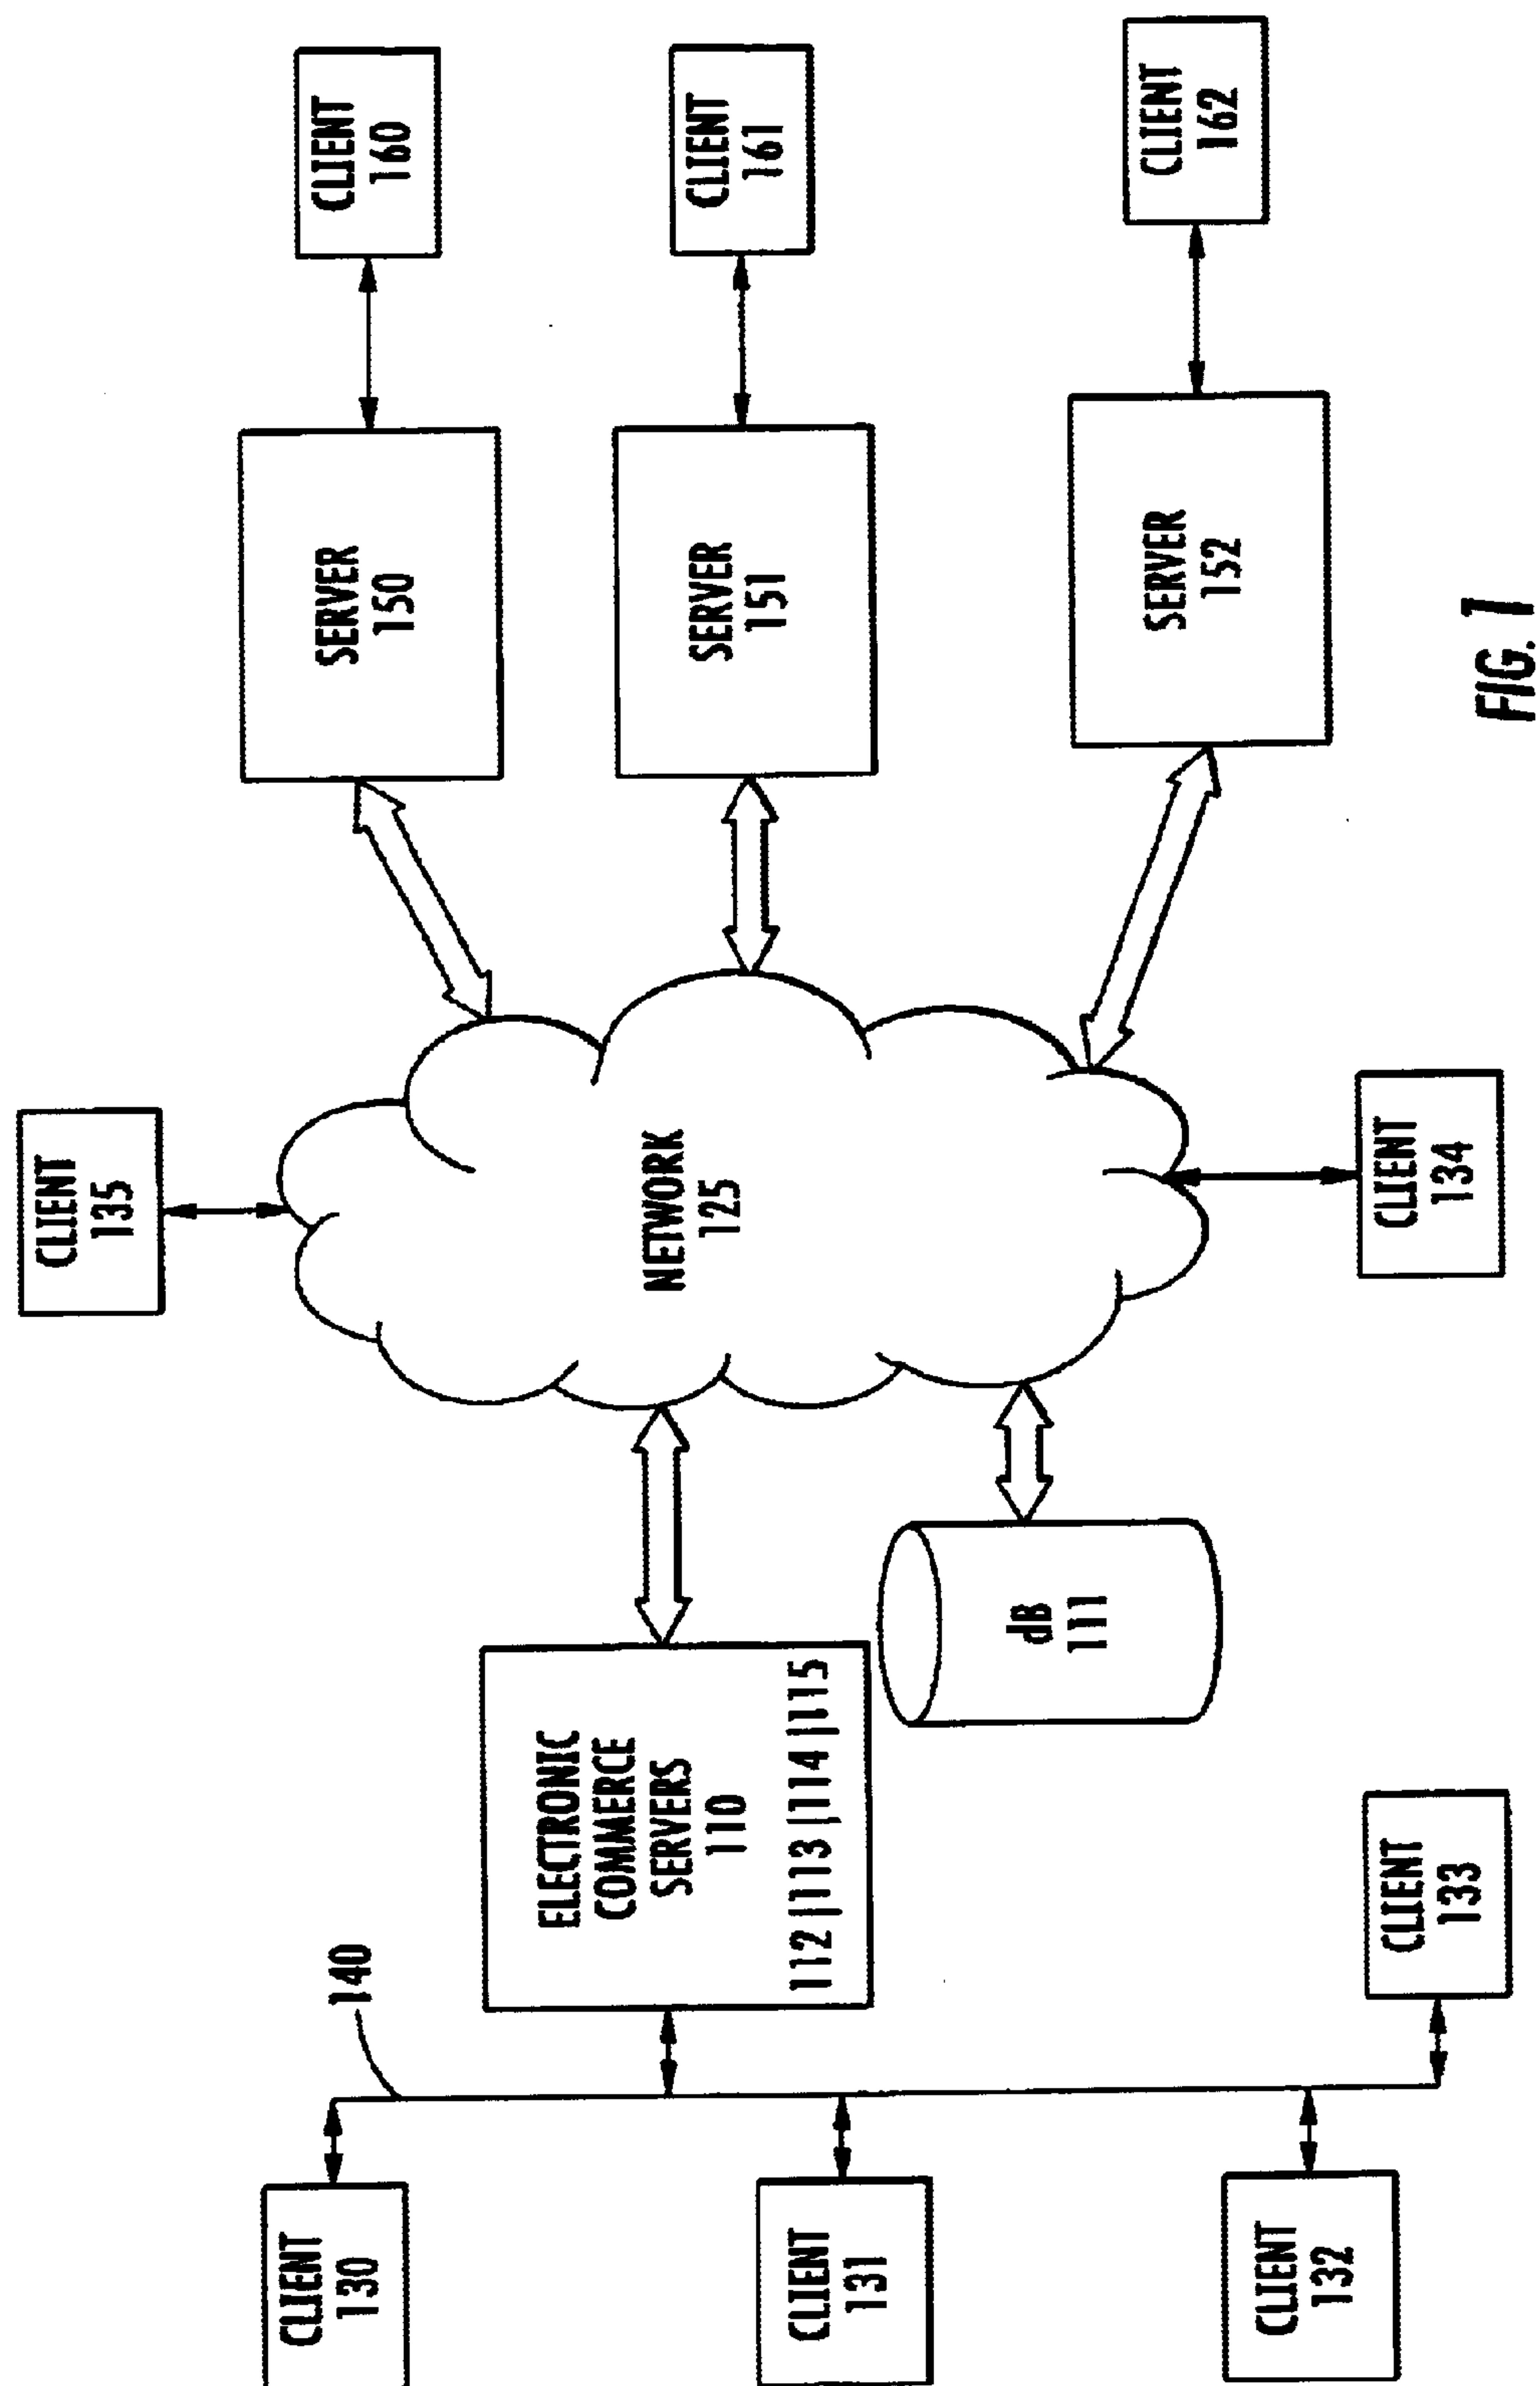 CLIENT
135
CLIENT
160
SERVER
150
CLIENT
130
140
ELECTRONIC
COMMERCE
SERVERS
110
112|113|114|115
NETWORK
125
SERVER
151
CLIENT
161
CLIENT
131
dB
111
SERVER
152
CLIENT
162
CLIENT
132
CLIENT
133
CLIENT
134
FIG. 1